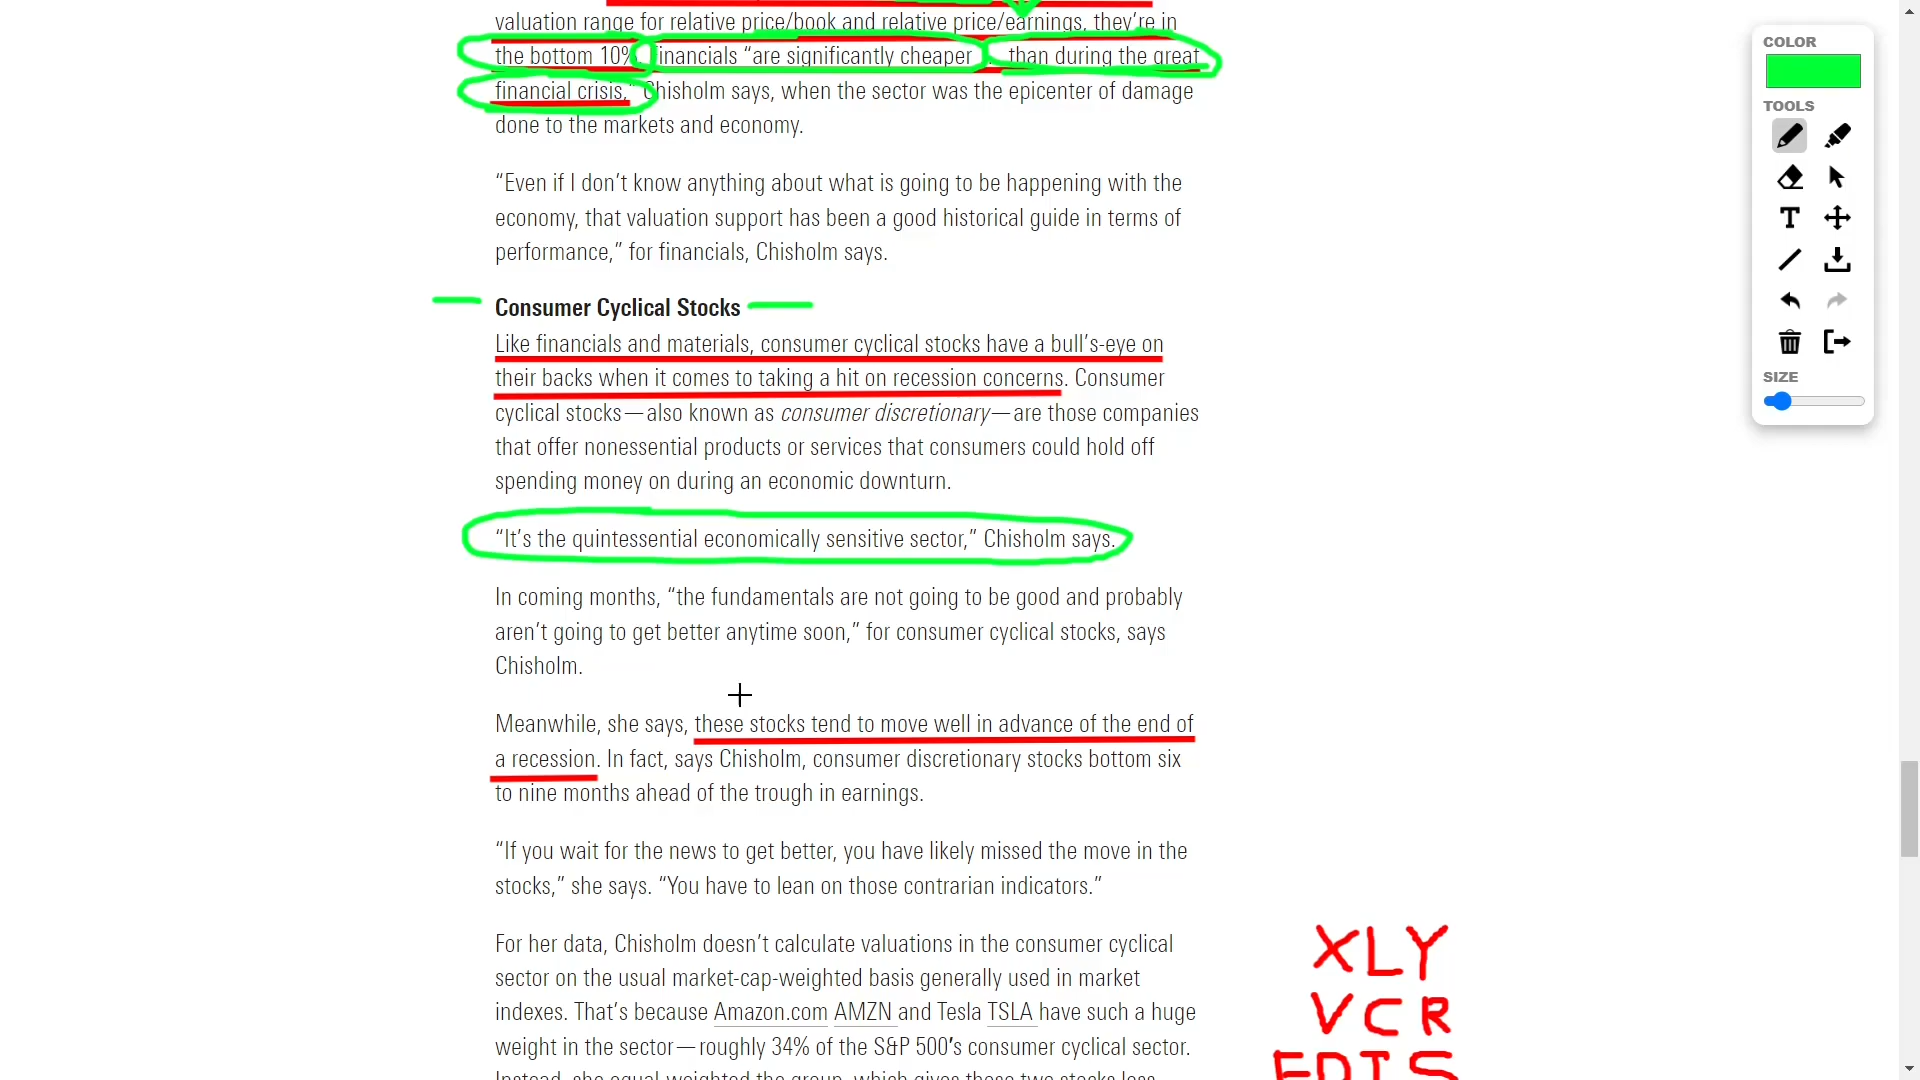 valuation range for relative price/book and relative price/earnings, they’re in
the bottom 10%. Financials “are significantly cheaper than during the great
financial crisis,” Chisholm says, when the sector was the epicenter of damage
done to the markets and economy.
“Even if I don’t know anything about what is going to be happening with the
economy, that valuation support has been a good historical guide in terms of
performance,” for financials, Chisholm says.
Consumer Cyclical Stocks
Like financials and materials, consumer cyclical stocks have a bull’s-eye on
their backs when it comes to taking a hit on recession concerns. Consumer
cyclical stocks—also known as consumer discretionary—are those companies
that offer nonessential products or services that consumers could hold off
spending money on during an economic downturn.
“It’s the quintessential economically sensitive sector,” Chisholm says.
In coming months, “the fundamentals are not going to be good and probably
aren’t going to get better anytime soon,” for consumer cyclical stocks, says
Chisholm.
Meanwhile, she says, these stocks tend to move well in advance of the end of
a recession. In fact, says Chisholm, consumer discretionary stocks bottom six
to nine months ahead of the trough in earnings.
“If you wait for the news to get better, you have likely missed the move in the
stocks,” she says. “You have to lean on those contrarian indicators.”
For her data, Chisholm doesn’t calculate valuations in the consumer cyclical
sector on the usual market-cap-weighted basis generally used in market
indexes. That’s because Amazon.com AMZN and Tesla TSLA have such a huge
weight in the sector—roughly 34% of the S&P 500’s consumer cyclical sector.
Instead, she equal-weighted the group, which gives those two stocks less
XLY
VCR
FDIS
COLOR
TOOLS
T
SIZE